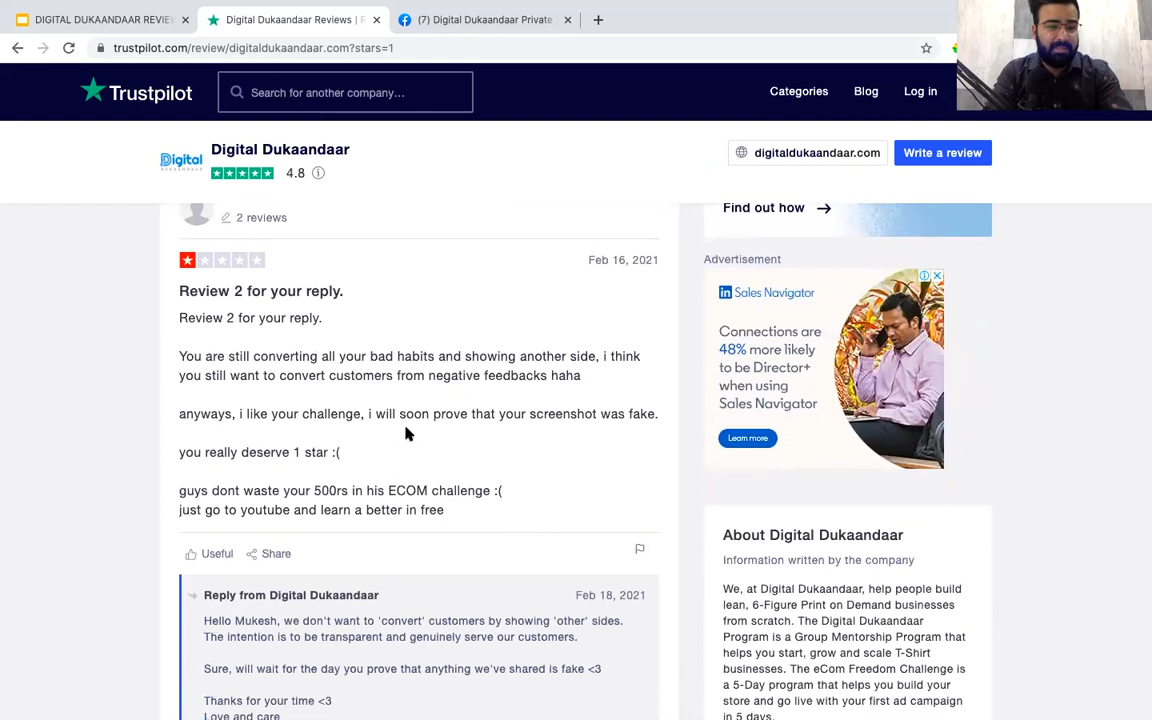 DIGITAL DUKAANDAAR REVIE
Digital Dukaandaar Reviews |
(7) Digital Dukaandaar Private
trustpilot.com/review/digitaldukaandaar.com?stars=1
Trustpilot
Search for another company...
Categories
Blog
Log in
Digital
Digital Dukaandaar
4.8
digitaldukaandaar.com
Write a review
2 reviews
Find out how
Feb 16, 2021
Advertisement
Review 2 for your reply.
Review 2 for your reply.
You are still converting all your bad habits and showing another side, i think
you still want to convert customers from negative feedbacks haha
anyways, i like your challenge, i will soon prove that your screenshot was fake.
you really deserve 1 star :(
guys dont waste your 500rs in his ECOM challenge :(
just go to youtube and learn a better in free
Useful
Share
Reply from Digital Dukaandaar
Feb 18, 2021
Hello Mukesh, we don't want to 'convert' customers by showing 'other' sides.
The intention is to be transparent and genuinely serve our customers.
Sure, will wait for the day you prove that anything we've shared is fake <3
Thanks for your time <3
Love and care
in Sales Navigator
Connections are
48% more likely
to be Director+
when using
Sales Navigator
Learn more
About Digital Dukaandaar
Information written by the company
We, at Digital Dukaandaar, help people build
lean, 6-Figure Print on Demand businesses
from scratch. The Digital Dukaandaar
Program is a Group Mentorship Program that
helps you start, grow and scale T-Shirt
businesses. The eCom Freedom Challenge is
a 5-Day program that helps you build your
store and go live with your first ad campaign
in 5 days.